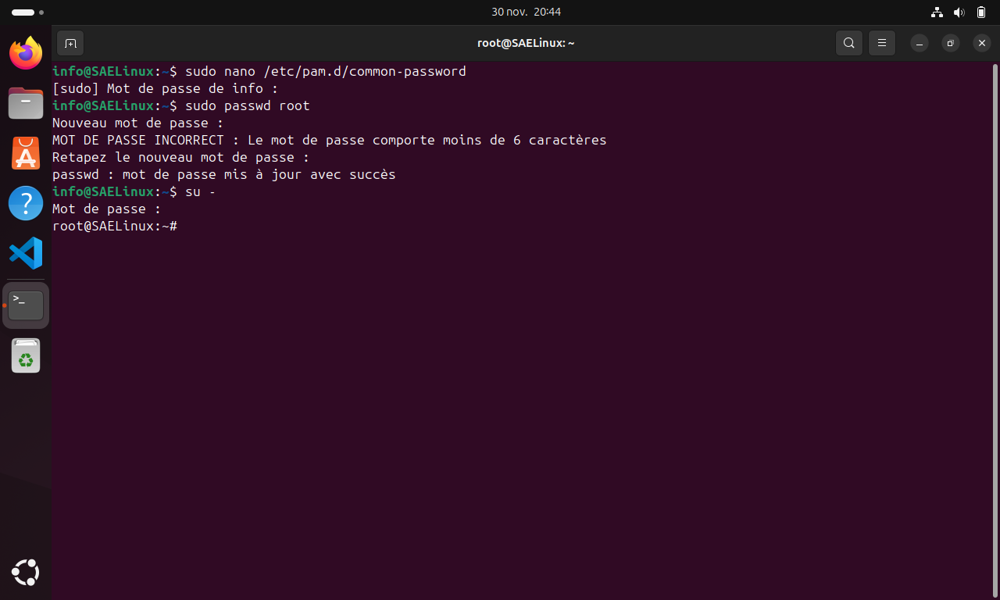 30 nov. 20:44
root@SAELinux: ~
info@SAELinux:~$ sudo nano /etc/pam.d/common-password
[sudo] Mot de passe de info :
info@SAELinux:~$ sudo passwd root
Nouveau mot de passe :
MOT DE PASSE INCORRECT : Le mot de passe comporte moins de 6 caractères
Retapez le nouveau mot de passe :
passwd : mot de passe mis à jour avec succès
info@SAELinux:~$ su -
Mot de passe :
root@SAELinux:~#